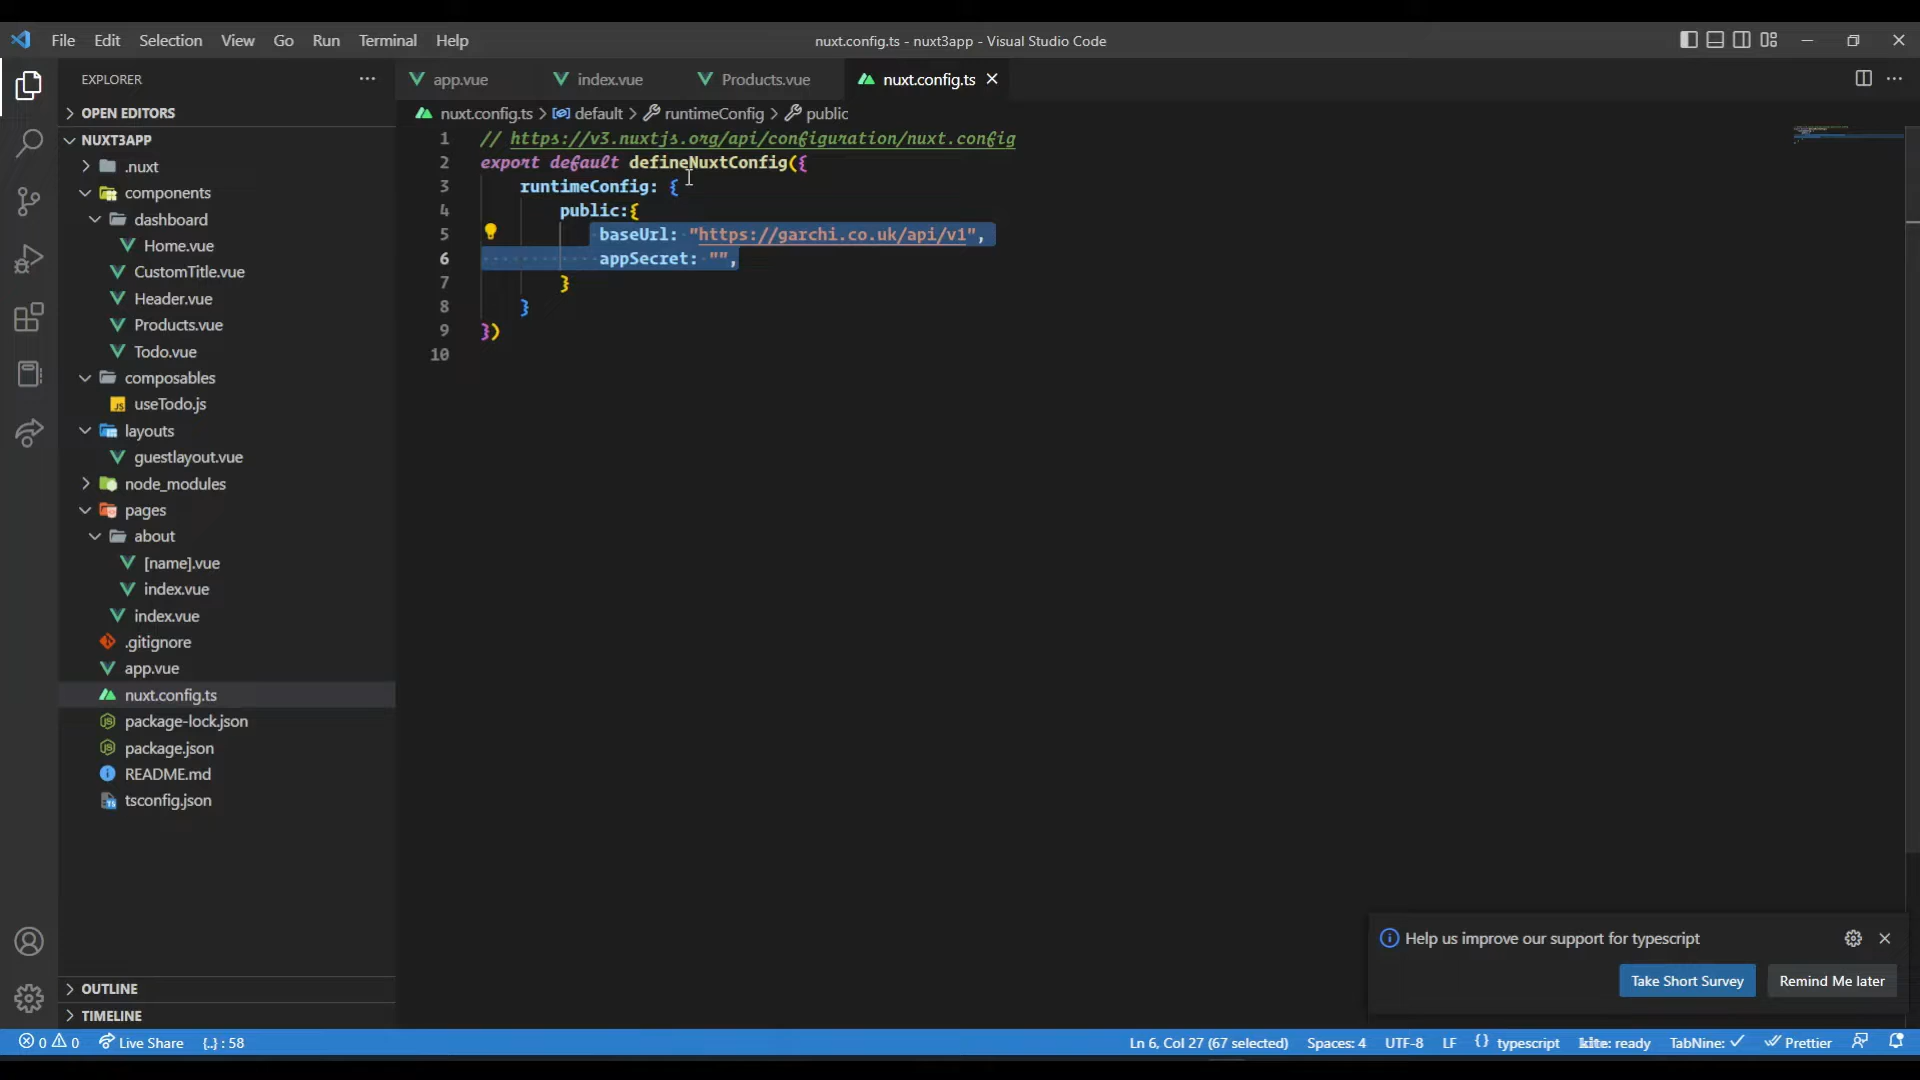 File Edit Selection View Go Run Terminal Help
nuxt.config.ts - nuxt3app - Visual Studio Code
EXPLORER
OPEN EDITORS
NUXT3APP
.nuxt
components
dashboard
Home.vue
CustomTitle.vue
Header.vue
Products.vue
Todo.vue
composables
JS useTodo.js
layouts
guestlayout.vue
node_modules
pages
about
[name].vue
index.vue
index.vue
.gitignore
app.vue
nuxt.config.ts
package-lock.json
package.json
README.md
tsconfig.json
OUTLINE
TIMELINE
app.vue index.vue Products.vue nuxt.config.ts
nuxt.config.ts > default > runtimeConfig > public
1 // https://v3.nuxtjs.org/api/configuration/nuxt.config
2 export default defineNuxtConfig({
3 runtimeConfig: {
4 public:{
5 baseUrl: "https://garchi.co.uk/api/v1",
6 appSecret: "",
7 }
8 }
9 })
10
Help us improve our support for typescript
Take Short Survey Remind Me later
0 0 Live Share {..} : 58 Ln 6, Col 27 (67 selected) Spaces: 4 UTF-8 LF {} typescript kite: ready TabNine: ✓ Prettier